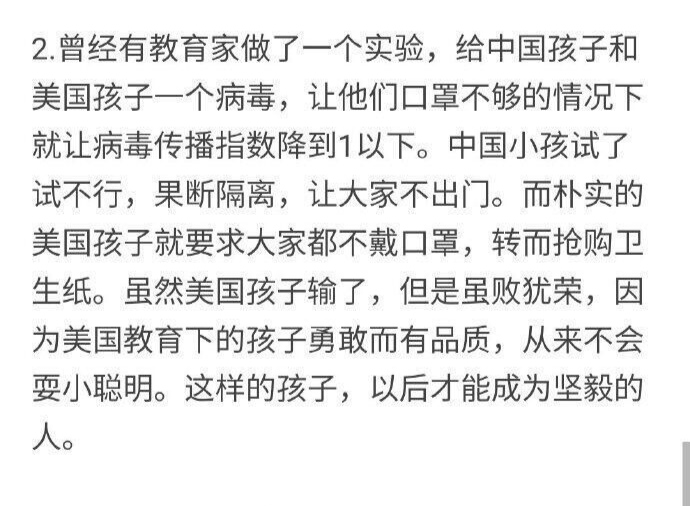 2.曾经有教育家做了一个实验，给中国孩子和
美国孩子一个病毒，让他们口罩不够的情况下
就让病毒传播指数降到1以下。中国小孩试了
试不行，果断隔离，让大家不出门。而朴实的
美国孩子就要求大家都不戴口罩，转而抢购卫
生纸。虽然美国孩子输了，但是虽败犹荣，因
为美国教育下的孩子勇敢而有品质，从来不会
耍小聪明。这样的孩子，以后才能成为坚毅的
人。